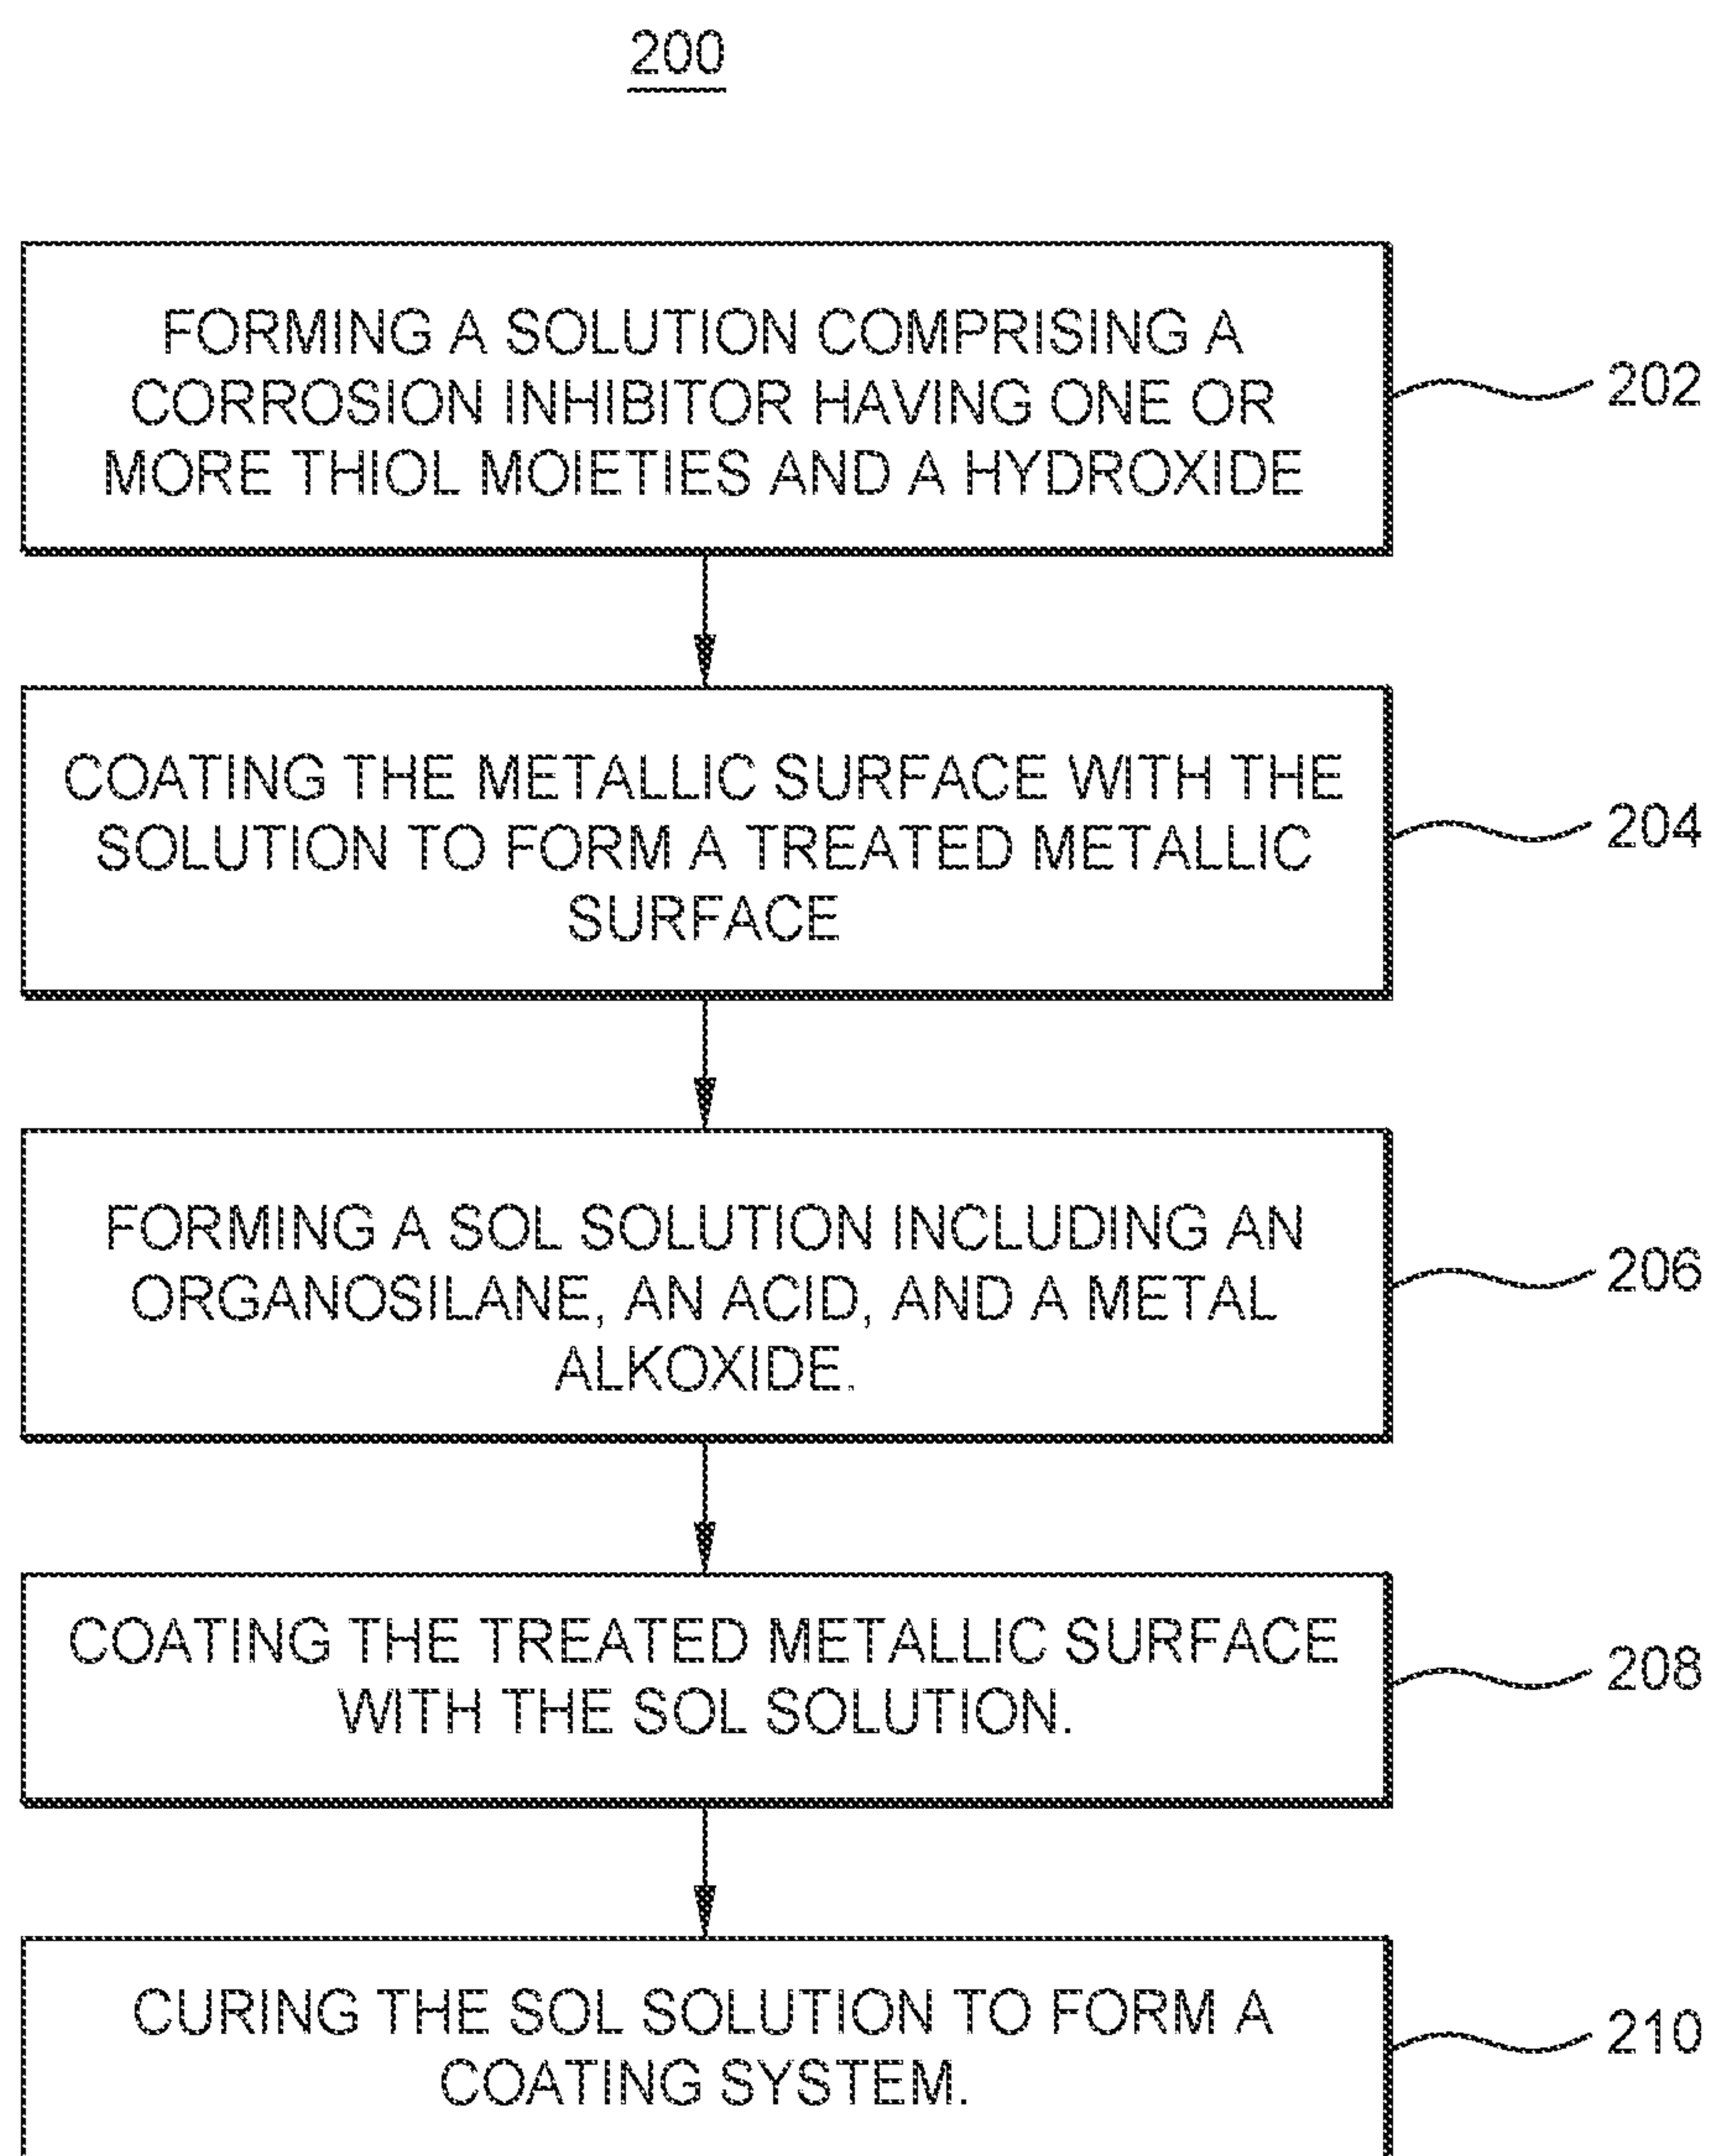 200
FORMING A SOLUTION COMPRISING A
CORROSION INHIBITOR HAVING ONE OR
MORE THIOL MOIETIES AND A HYDROXIDE
202
COATING THE METALLIC SURFACE WITH THE
SOLUTION TO FORM A TREATED METALLIC
SURFACE
204
FORMING A SOL SOLUTION INCLUDING AN
ORGANOSILANE, AN ACID, AND A METAL
ALKOXIDE.
206
COATING THE TREATED METALLIC SURFACE
WITH THE SOL SOLUTION.
208
CURING THE SOL SOLUTION TO FORM A
COATING SYSTEM.
210